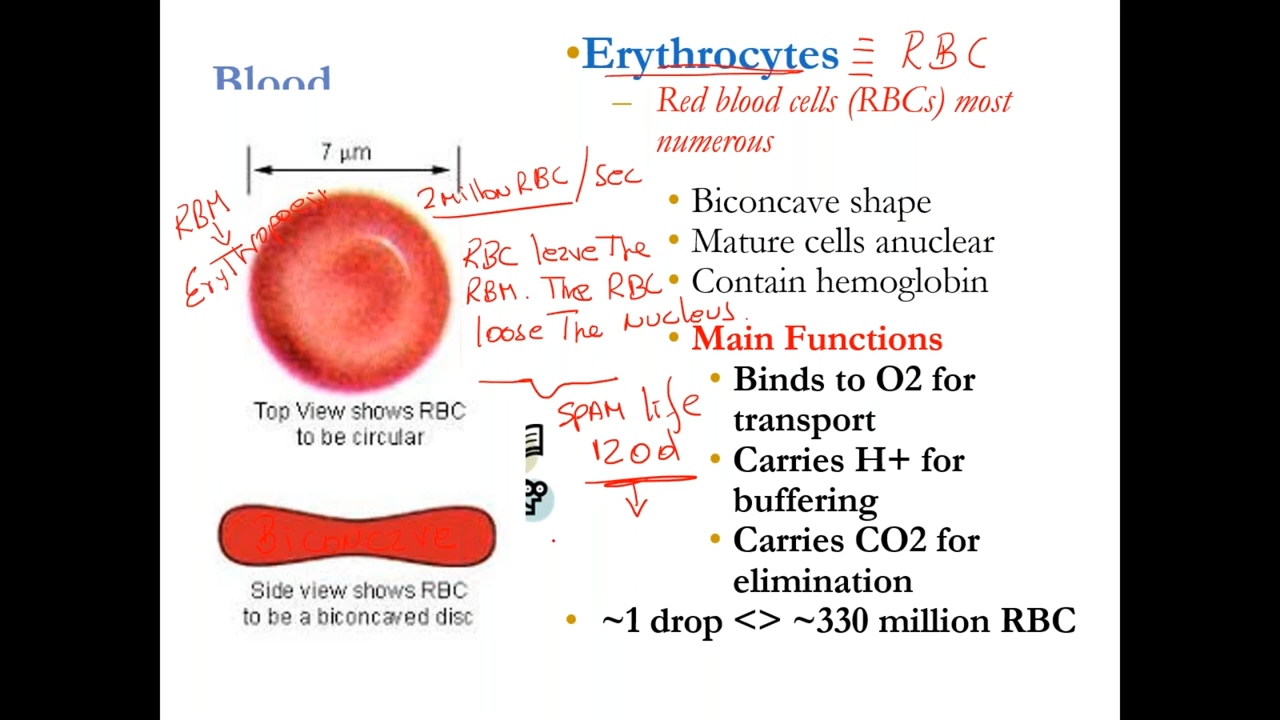 Blood
7 µm
RBM
Erythropoei
2 millon RBC / Sec
RBC leave The
RBM. The RBC
loose The Nucleus.
SPAM life
120d
Top View shows RBC
to be circular
Biconcave
Side view shows RBC
to be a biconcaved disc
•Erythrocytes ≡ RBC
– Red blood cells (RBCs) most
numerous
• Biconcave shape
• Mature cells anuclear
• Contain hemoglobin
• Main Functions
• Binds to O2 for
transport
• Carries H+ for
buffering
• Carries CO2 for
elimination
• ~1 drop <> ~330 million RBC